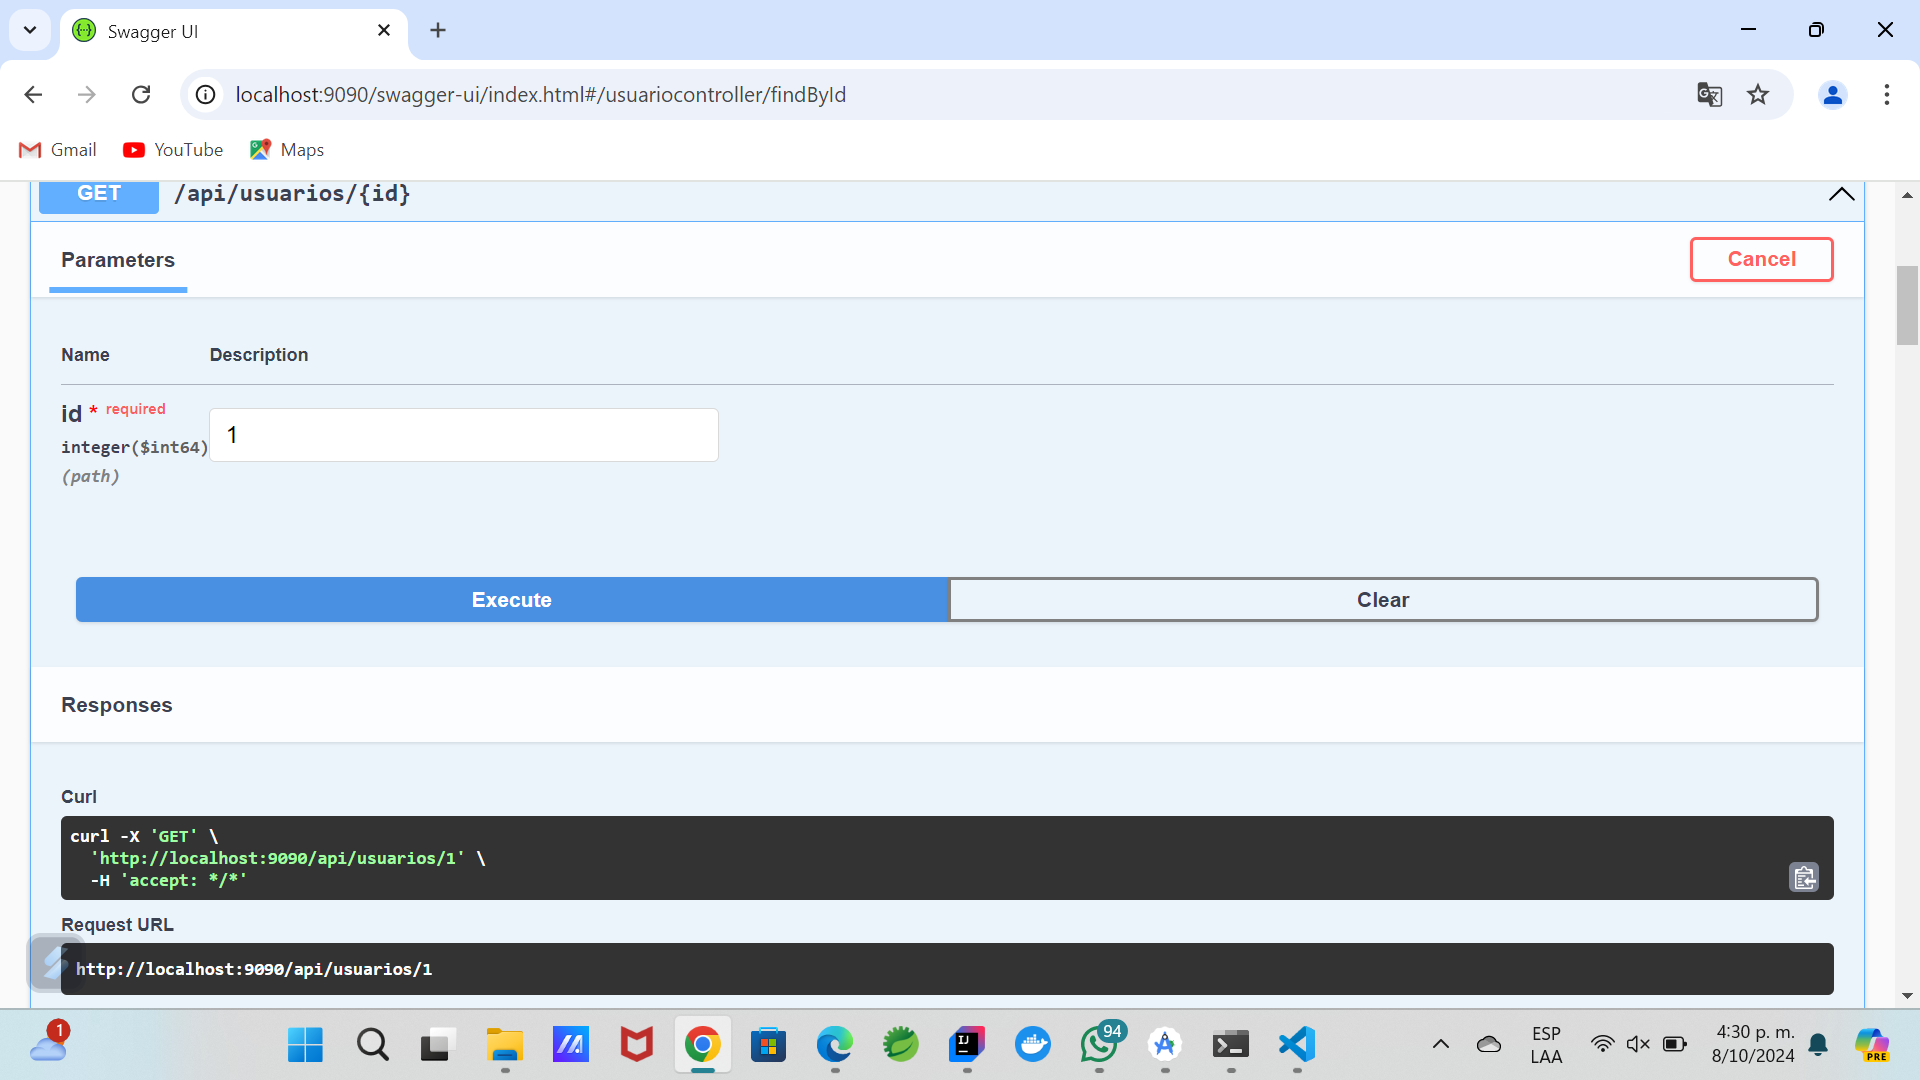 Swagger UI
localhost:9090/swagger-ui/index.html#/usuariocontroller/findById
Gmail
YouTube
Maps
GET
/api/usuarios/{id}
Parameters
Cancel
Name
Description
id * required
integer($int64)
(path)
1
Execute
Clear
Responses
Curl
curl -X 'GET' \
'http://localhost:9090/api/usuarios/1' \
-H 'accept: */*'
Request URL
http://localhost:9090/api/usuarios/1
1
IJ
94
PRE
ESP
LAA
4:30 p. m.
8/10/2024